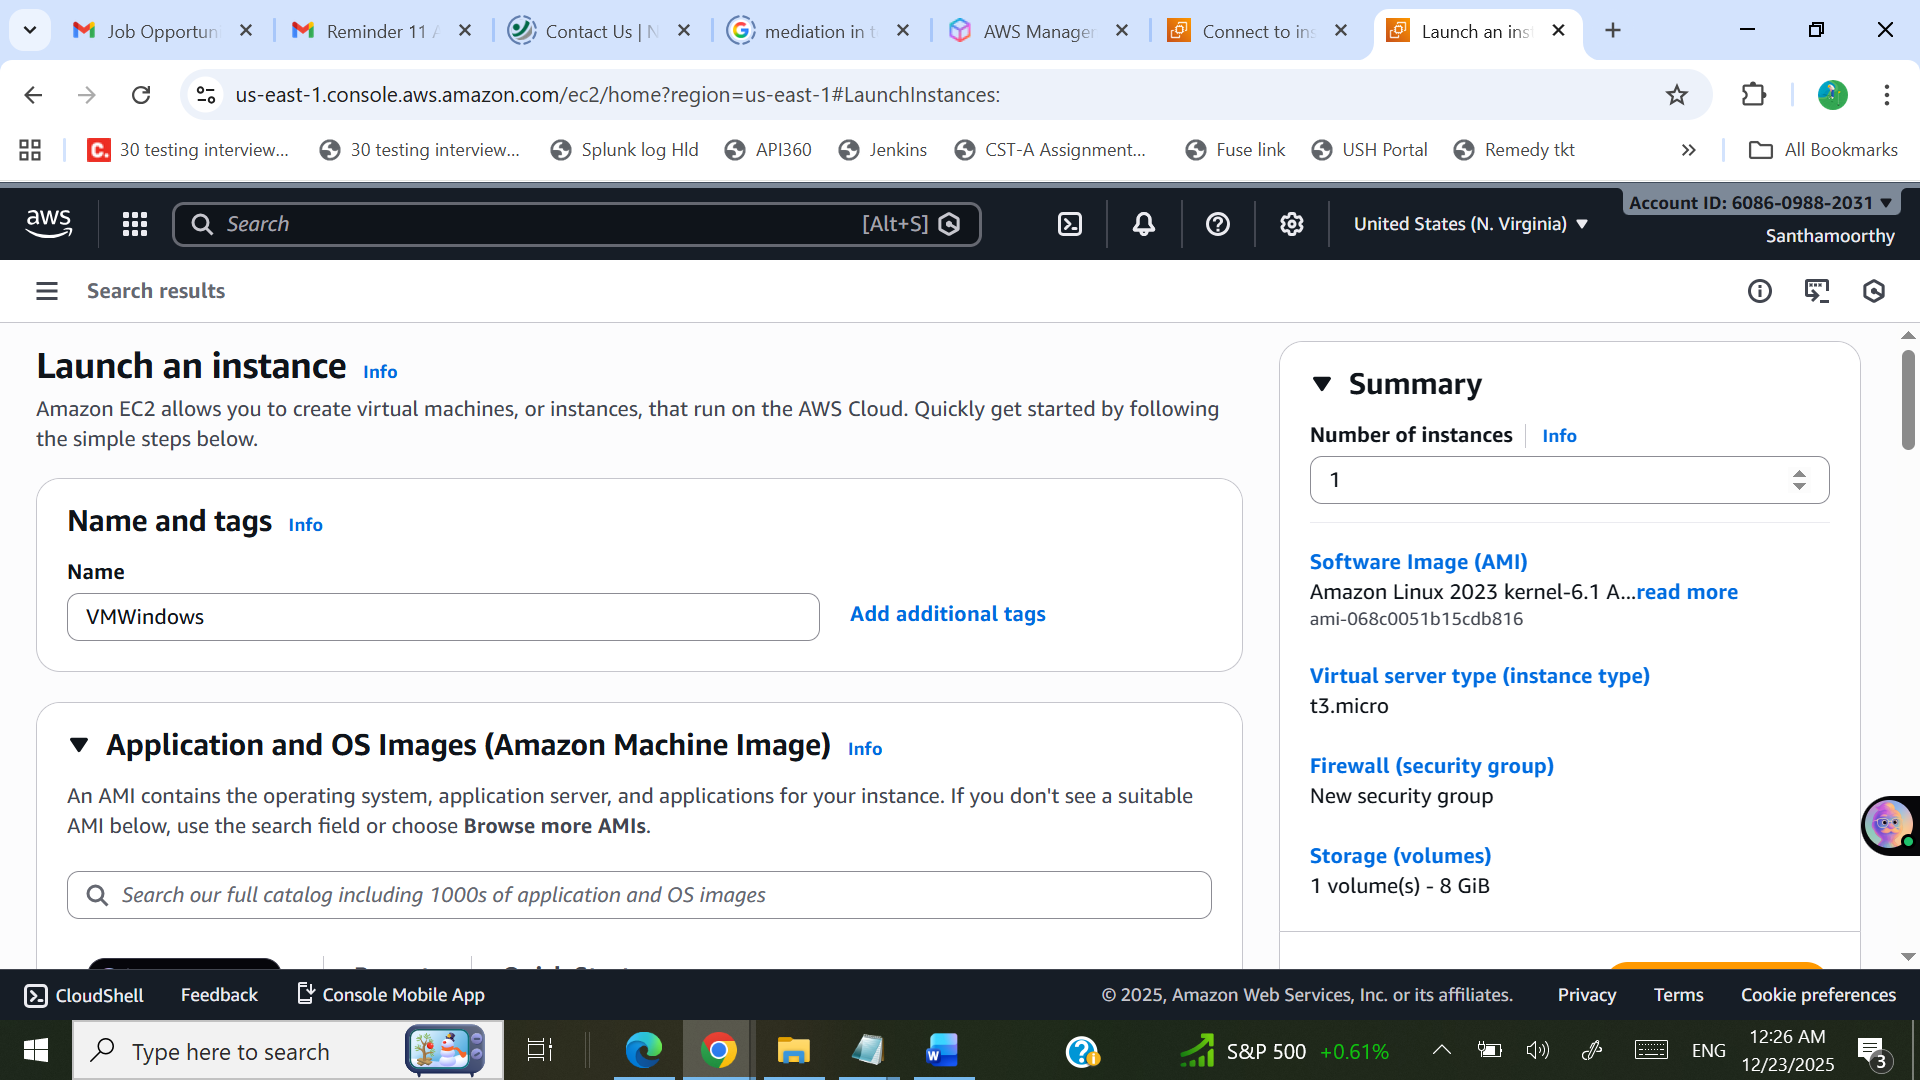 Job Opportun
Reminder 11 A
Contact Us | N
mediation in t
AWS Manager
Connect to ins
Launch an inst
us-east-1.console.aws.amazon.com/ec2/home?region=us-east-1#LaunchInstances:
30 testing interview...
30 testing interview...
Splunk log Hld
API360
Jenkins
CST-A Assignment...
Fuse link
USH Portal
Remedy tkt
All Bookmarks
aws
Search
[Alt+S]
United States (N. Virginia)
Account ID: 6086-0988-2031
Santhamoorthy
Search results
Launch an instance Info
Amazon EC2 allows you to create virtual machines, or instances, that run on the AWS Cloud. Quickly get started by following
the simple steps below.
Name and tags Info
Name
VMWindows
Add additional tags
Application and OS Images (Amazon Machine Image) Info
An AMI contains the operating system, application server, and applications for your instance. If you don't see a suitable
AMI below, use the search field or choose Browse more AMIs.
Search our full catalog including 1000s of application and OS images
Quick Start
Summary
Number of instances Info
1
Software Image (AMI)
Amazon Linux 2023 kernel-6.1 A...read more
ami-068c0051b15cdb816
Virtual server type (instance type)
t3.micro
Firewall (security group)
New security group
Storage (volumes)
1 volume(s) - 8 GiB
CloudShell
Feedback
Console Mobile App
© 2025, Amazon Web Services, Inc. or its affiliates.
Privacy
Terms
Cookie preferences
Type here to search
S&P 500 +0.61%
ENG
12:26 AM
12/23/2025
3